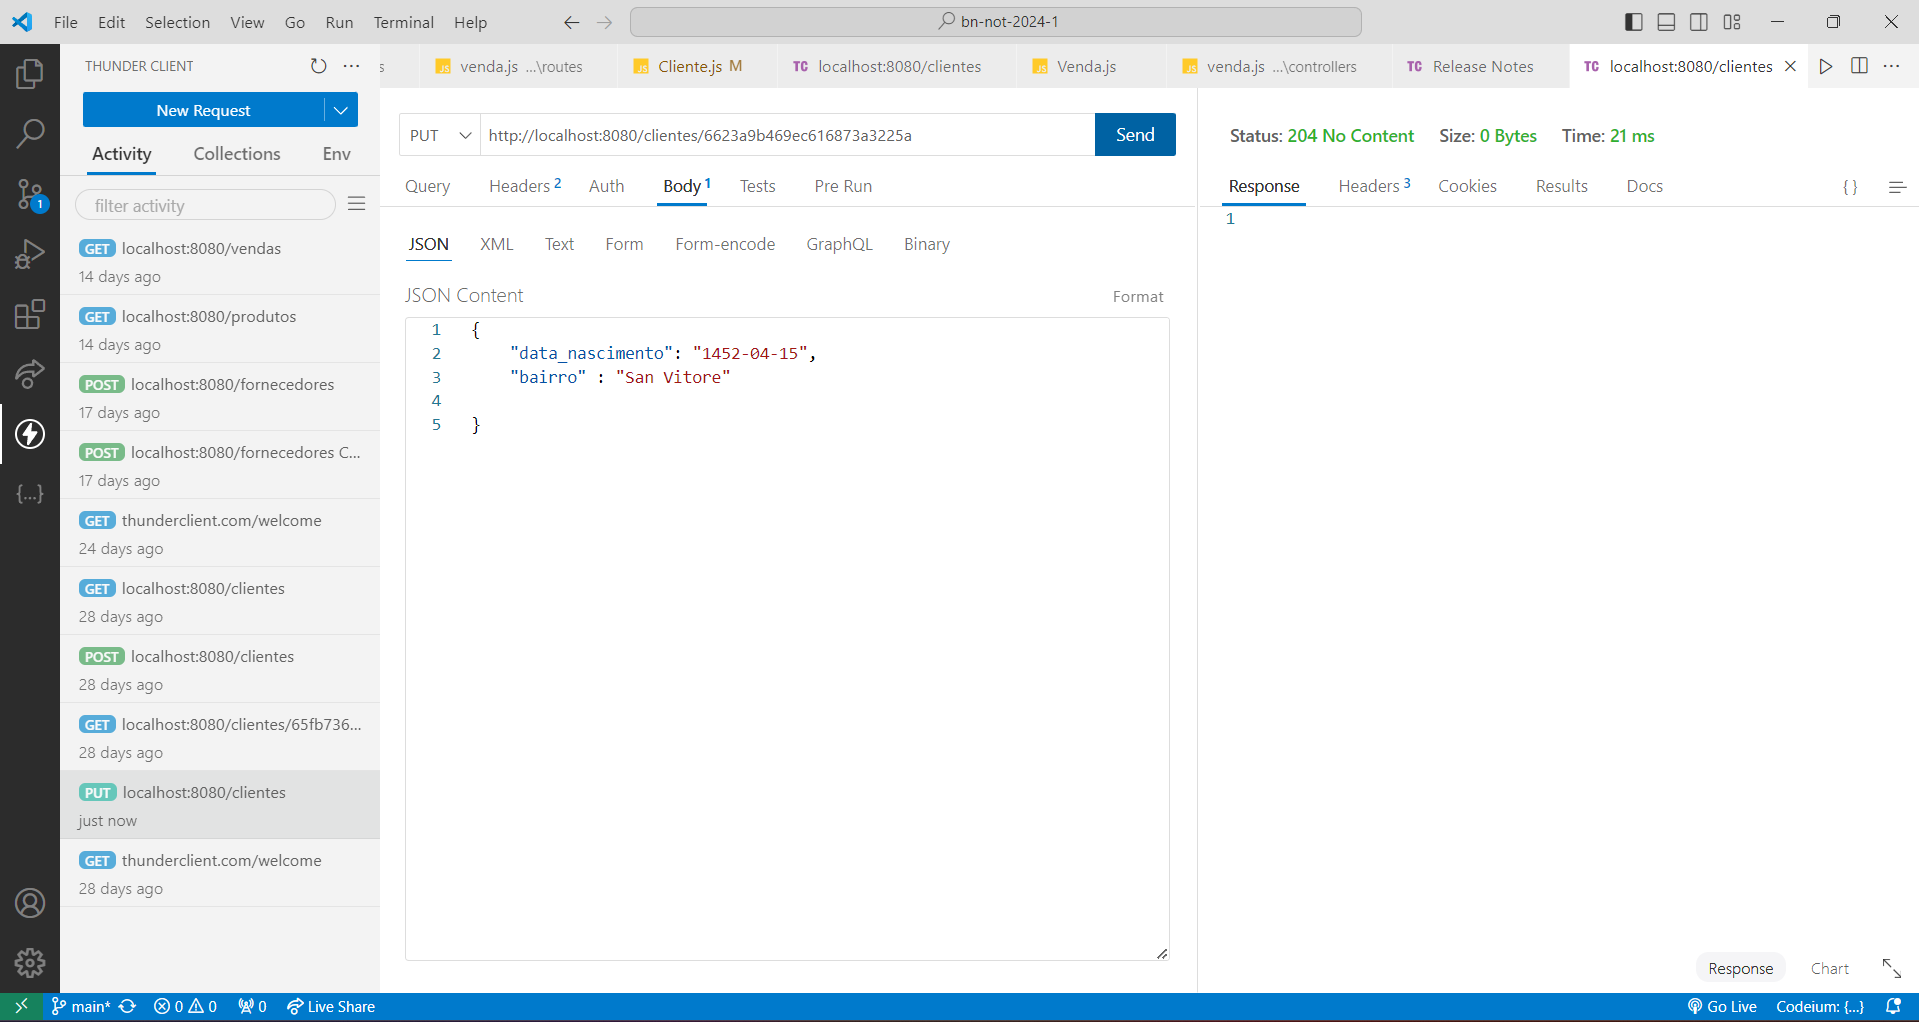 File Edit Selection View Go Run Terminal Help
bn-not-2024-1
THUNDER CLIENT
New Request
Activity Collections Env
filter activity
GET localhost:8080/vendas
14 days ago
GET localhost:8080/produtos
14 days ago
POST localhost:8080/fornecedores
17 days ago
POST localhost:8080/fornecedores C...
17 days ago
GET thunderclient.com/welcome
24 days ago
GET localhost:8080/clientes
28 days ago
POST localhost:8080/clientes
28 days ago
GET localhost:8080/clientes/65fb736...
28 days ago
PUT localhost:8080/clientes
just now
GET thunderclient.com/welcome
28 days ago
s JS venda.js ...\routes JS Cliente.js M TC localhost:8080/clientes JS Venda.js JS venda.js ...\controllers TC Release Notes TC localhost:8080/clientes
PUT http://localhost:8080/clientes/6623a9b469ec616873a3225a Send
Query Headers 2 Auth Body 1 Tests Pre Run
JSON XML Text Form Form-encode GraphQL Binary
JSON Content Format
1 {
2 "data_nascimento": "1452-04-15",
3 "bairro" : "San Vitore"
4
5 }
Status: 204 No Content Size: 0 Bytes Time: 21 ms
Response Headers 3 Cookies Results Docs {}
1
Response Chart
1
{...}
main* 0 0 0 Live Share Go Live Codeium: {...}